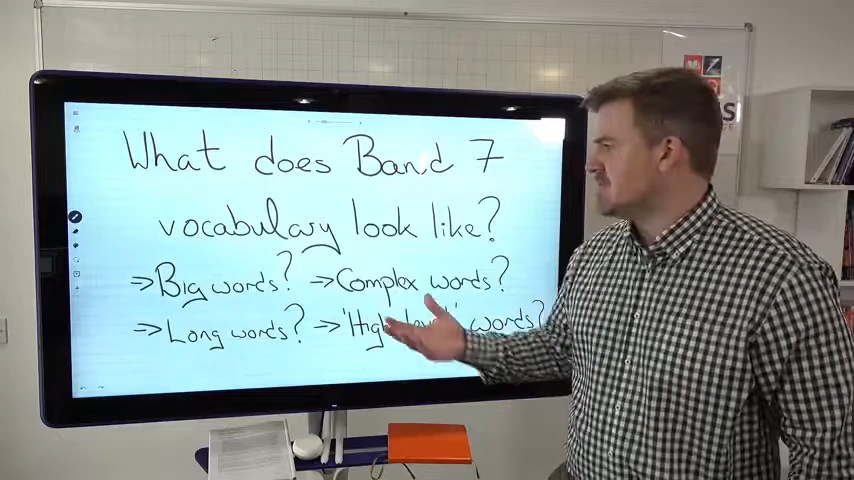 What does Band 7
vocabulary look like?
⇒Big words? ⇒Complex words?
⇒Long words? ⇒'High level' words?